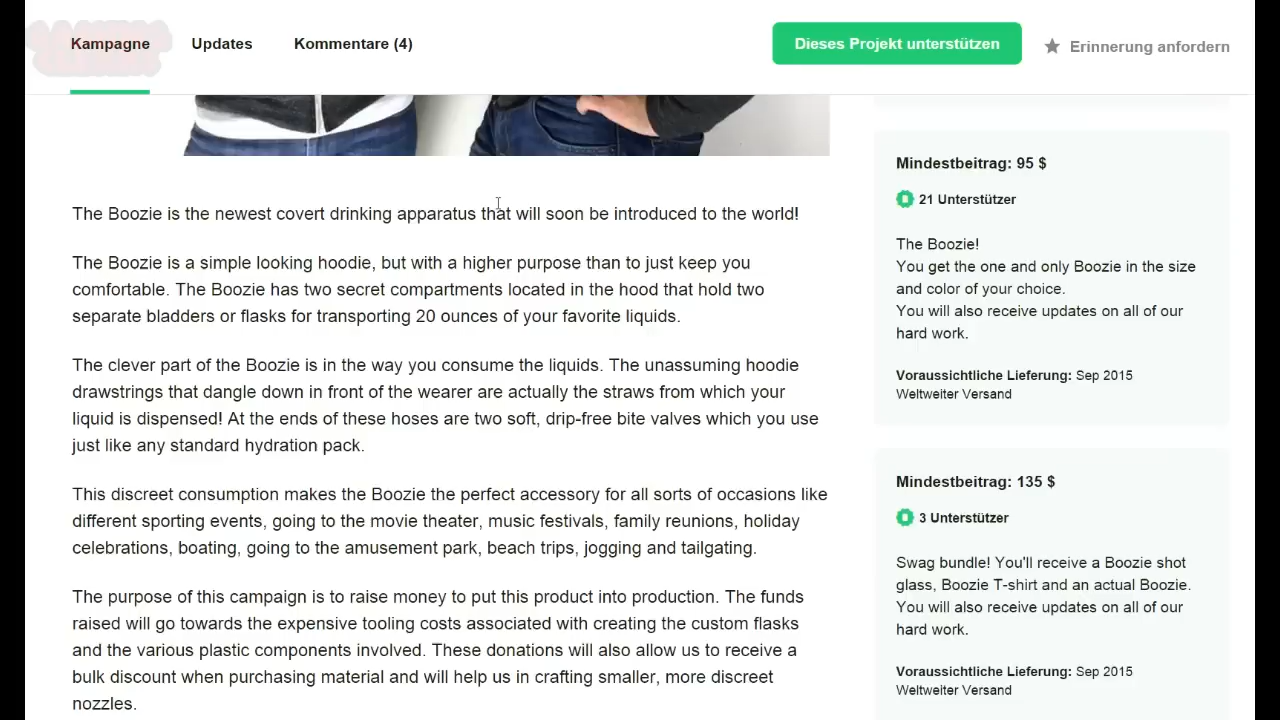 Kampagne Updates Kommentare (4) Dieses Projekt unterstützen Erinnerung anfordern
The Boozie is the newest covert drinking apparatus that will soon be introduced to the world!
The Boozie is a simple looking hoodie, but with a higher purpose than to just keep you
comfortable. The Boozie has two secret compartments located in the hood that hold two
separate bladders or flasks for transporting 20 ounces of your favorite liquids.
The clever part of the Boozie is in the way you consume the liquids. The unassuming hoodie
drawstrings that dangle down in front of the wearer are actually the straws from which your
liquid is dispensed! At the ends of these hoses are two soft, drip-free bite valves which you use
just like any standard hydration pack.
This discreet consumption makes the Boozie the perfect accessory for all sorts of occasions like
different sporting events, going to the movie theater, music festivals, family reunions, holiday
celebrations, boating, going to the amusement park, beach trips, jogging and tailgating.
The purpose of this campaign is to raise money to put this product into production. The funds
raised will go towards the expensive tooling costs associated with creating the custom flasks
and the various plastic components involved. These donations will also allow us to receive a
bulk discount when purchasing material and will help us in crafting smaller, more discreet
nozzles.
Mindestbeitrag: 95 $
21 Unterstützer
The Boozie!
You get the one and only Boozie in the size
and color of your choice.
You will also receive updates on all of our
hard work.
Voraussichtliche Lieferung: Sep 2015
Weltweiter Versand
Mindestbeitrag: 135 $
3 Unterstützer
Swag bundle! You'll receive a Boozie shot
glass, Boozie T-shirt and an actual Boozie.
You will also receive updates on all of our
hard work.
Voraussichtliche Lieferung: Sep 2015
Weltweiter Versand